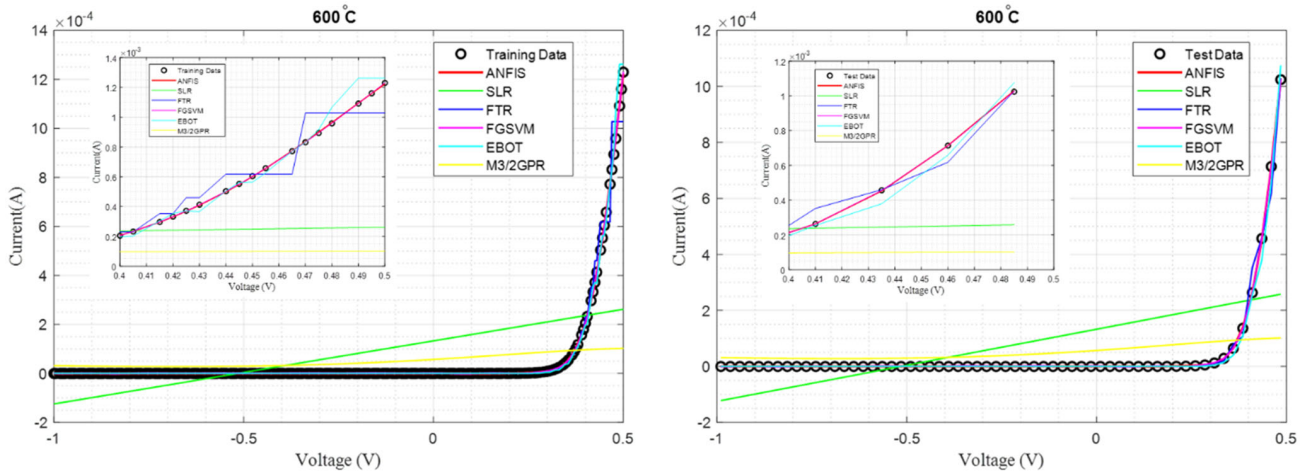 600°C
×10⁻⁴
14
12
10
8
6
4
2
0
-2
Current(A)
-1
-0.5
0
0.5
Voltage (V)
Training Data
ANFIS
SLR
FTR
FGSVM
EBOT
M3/2GPR
×10⁻³
1.4
1.2
1
0.8
0.6
0.4
0.2
0
Current(A)
Training Data
ANFIS
SLR
FTR
FGSVM
EBOT
M3/2GPR
0.4
0.41
0.42
0.43
0.44
0.45
0.46
0.47
0.48
0.49
0.5
Voltage (V)
600°C
×10⁻⁴
12
10
8
6
4
2
0
-2
Current(A)
-1
-0.5
0
0.5
Voltage (V)
Test Data
ANFIS
SLR
FTR
FGSVM
EBOT
M3/2GPR
×10⁻³
1.2
1
0.8
0.6
0.4
0.2
0
Current(A)
Test Data
ANFIS
SLR
FTR
FGSVM
EBOT
M3/2GPR
0.4
0.41
0.42
0.43
0.44
0.45
0.46
0.47
0.48
0.49
0.5
Voltage (V)